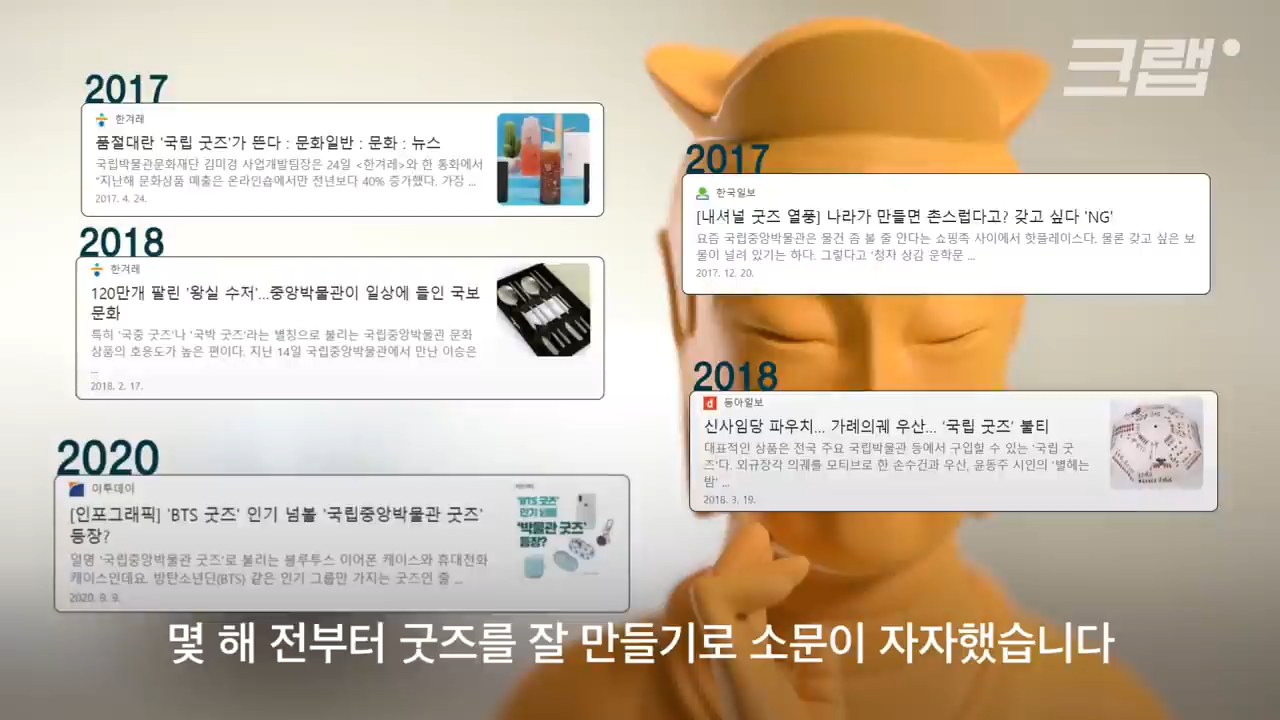 크랩
2017
한겨레
품절대란 '국립 굿즈'가 뜬다 : 문화일반 : 문화 : 뉴스
국립박물관문화재단 김미경 사업개발팀장은 24일 <한겨레>와 한 통화에서
"지난해 문화상품 매출은 온라인숍에서만 전년보다 40% 증가했다. 가장 ...
2017. 4. 24.
2017
한국일보
[내셔널 굿즈 열풍] 나라가 만들면 촌스럽다고? 갖고 싶다 'NG'
요즘 국립중앙박물관은 물건 좀 볼 줄 안다는 쇼핑족 사이에서 핫플레이스다. 물론 갖고 싶은 보
물이 널려 있기는 하다. 그렇다고 '청자 상감 운학문 ...
2017. 12. 20.
2018
한겨레
120만개 팔린 '왕실 수저'...중앙박물관이 일상에 들인 국보
문화
특히 '국중 굿즈'나 '국박 굿즈'라는 별칭으로 불리는 국립중앙박물관 문화
상품의 호응도가 높은 편이다. 지난 14일 국립중앙박물관에서 만난 이승은
...
2018. 2. 17.
2018
동아일보
신사임당 파우치... 가례의궤 우산... '국립 굿즈' 불티
대표적인 상품은 전국 주요 국립박물관 등에서 구입할 수 있는 '국립 굿
즈'다. 외규장각 의궤를 모티브로 한 손수건과 우산, 윤동주 시인의 '별헤는
밤' ...
2018. 3. 19.
2020
이투데이
[인포그래픽] 'BTS 굿즈' 인기 넘볼 '국립중앙박물관 굿즈'
등장?
일명 '국립중앙박물관 굿즈'로 불리는 블루투스 이어폰 케이스와 휴대전화
케이스인데요. 방탄소년단(BTS) 같은 인기 그룹만 가지는 굿즈인 줄 ...
2020. 9. 9.
'BTS 굿즈'
인기 넘볼
'박물관 굿즈'
등장?
몇 해 전부터 굿즈를 잘 만들기로 소문이 자자했습니다